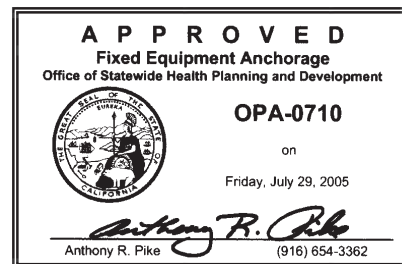 APPROVED
Fixed Equipment Anchorage
Office of Statewide Health Planning and Development
THE GREAT SEAL OF THE STATE OF CALIFORNIA
EUREKA
OPA-0710
on
Friday, July 29, 2005
Anthony R. Pike
Anthony R. Pike
(916) 654-3362